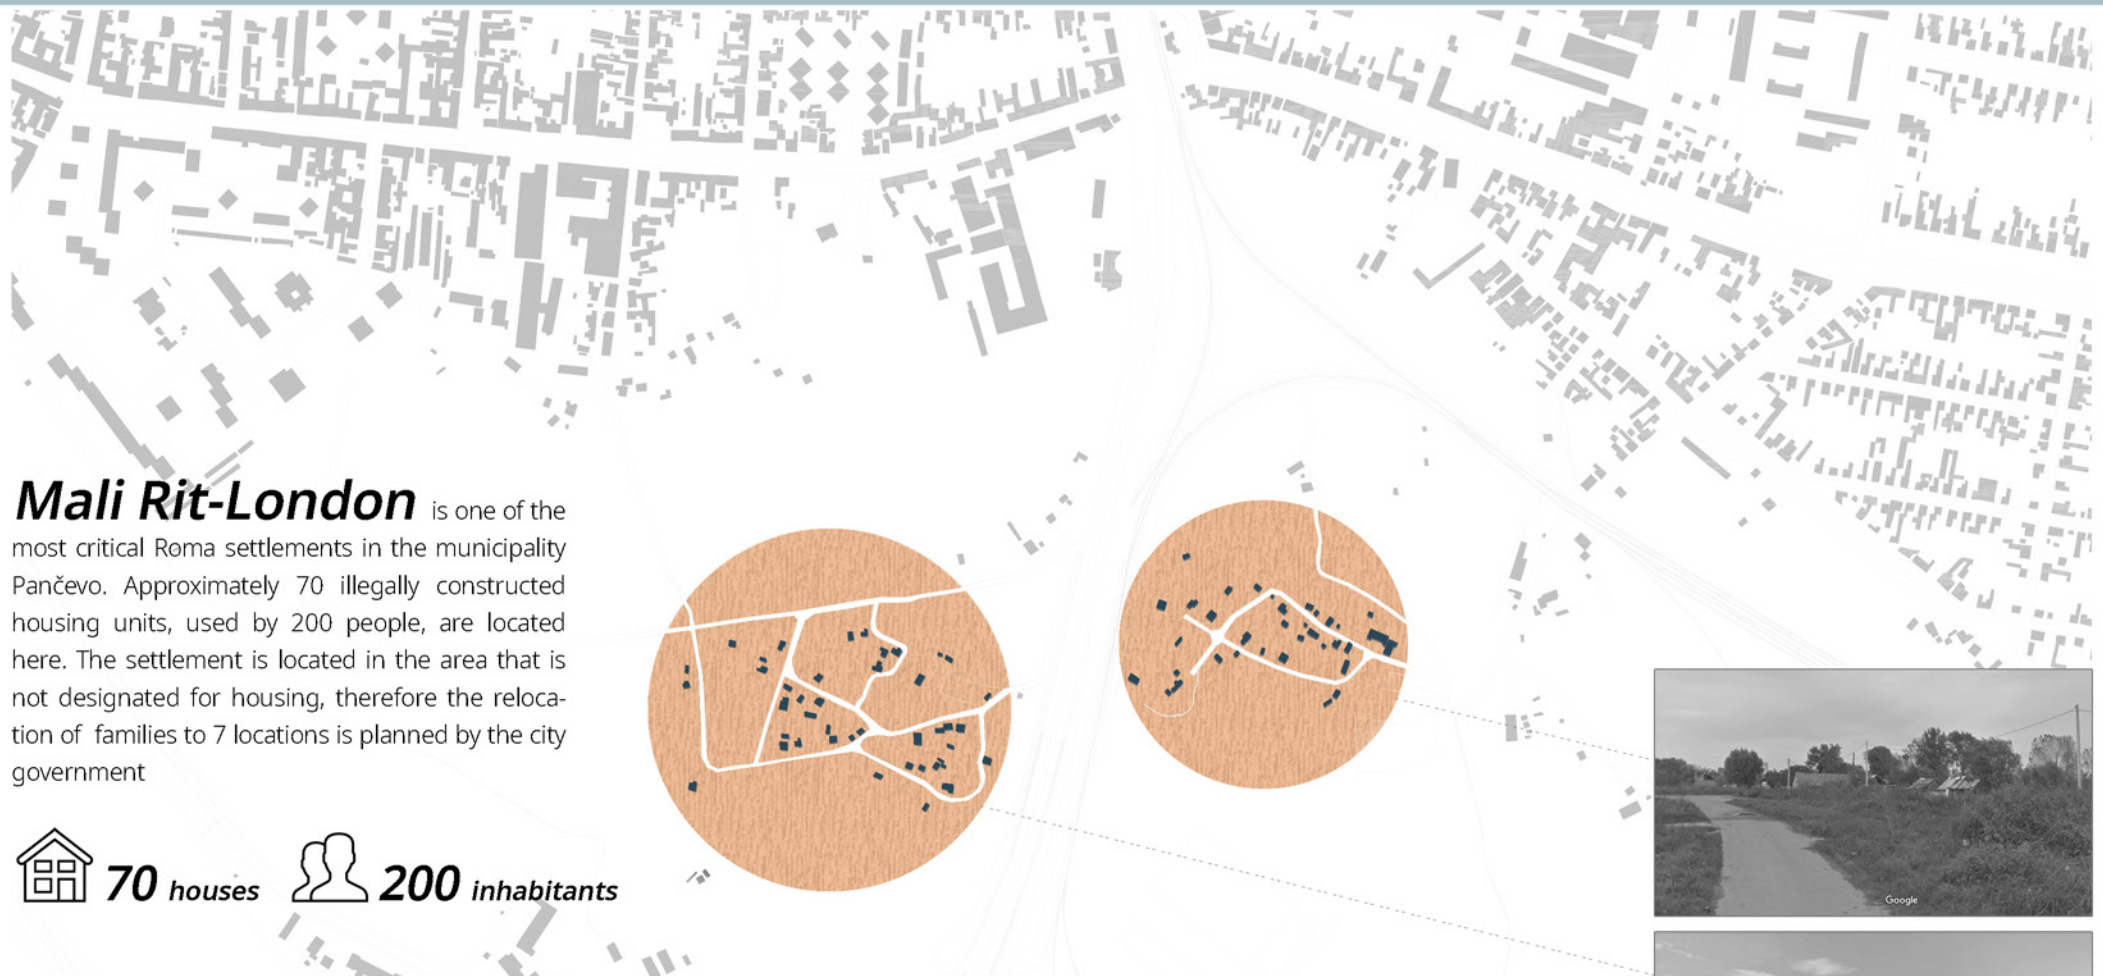 Mali Rit-London is one of the
most critical Roma settlements in the municipality
Pančevo. Approximately 70 illegally constructed
housing units, used by 200 people, are located
here. The settlement is located in the area that is
not designated for housing, therefore the reloca-
tion of families to 7 locations is planned by the city
government
70 houses 200 inhabitants
Google